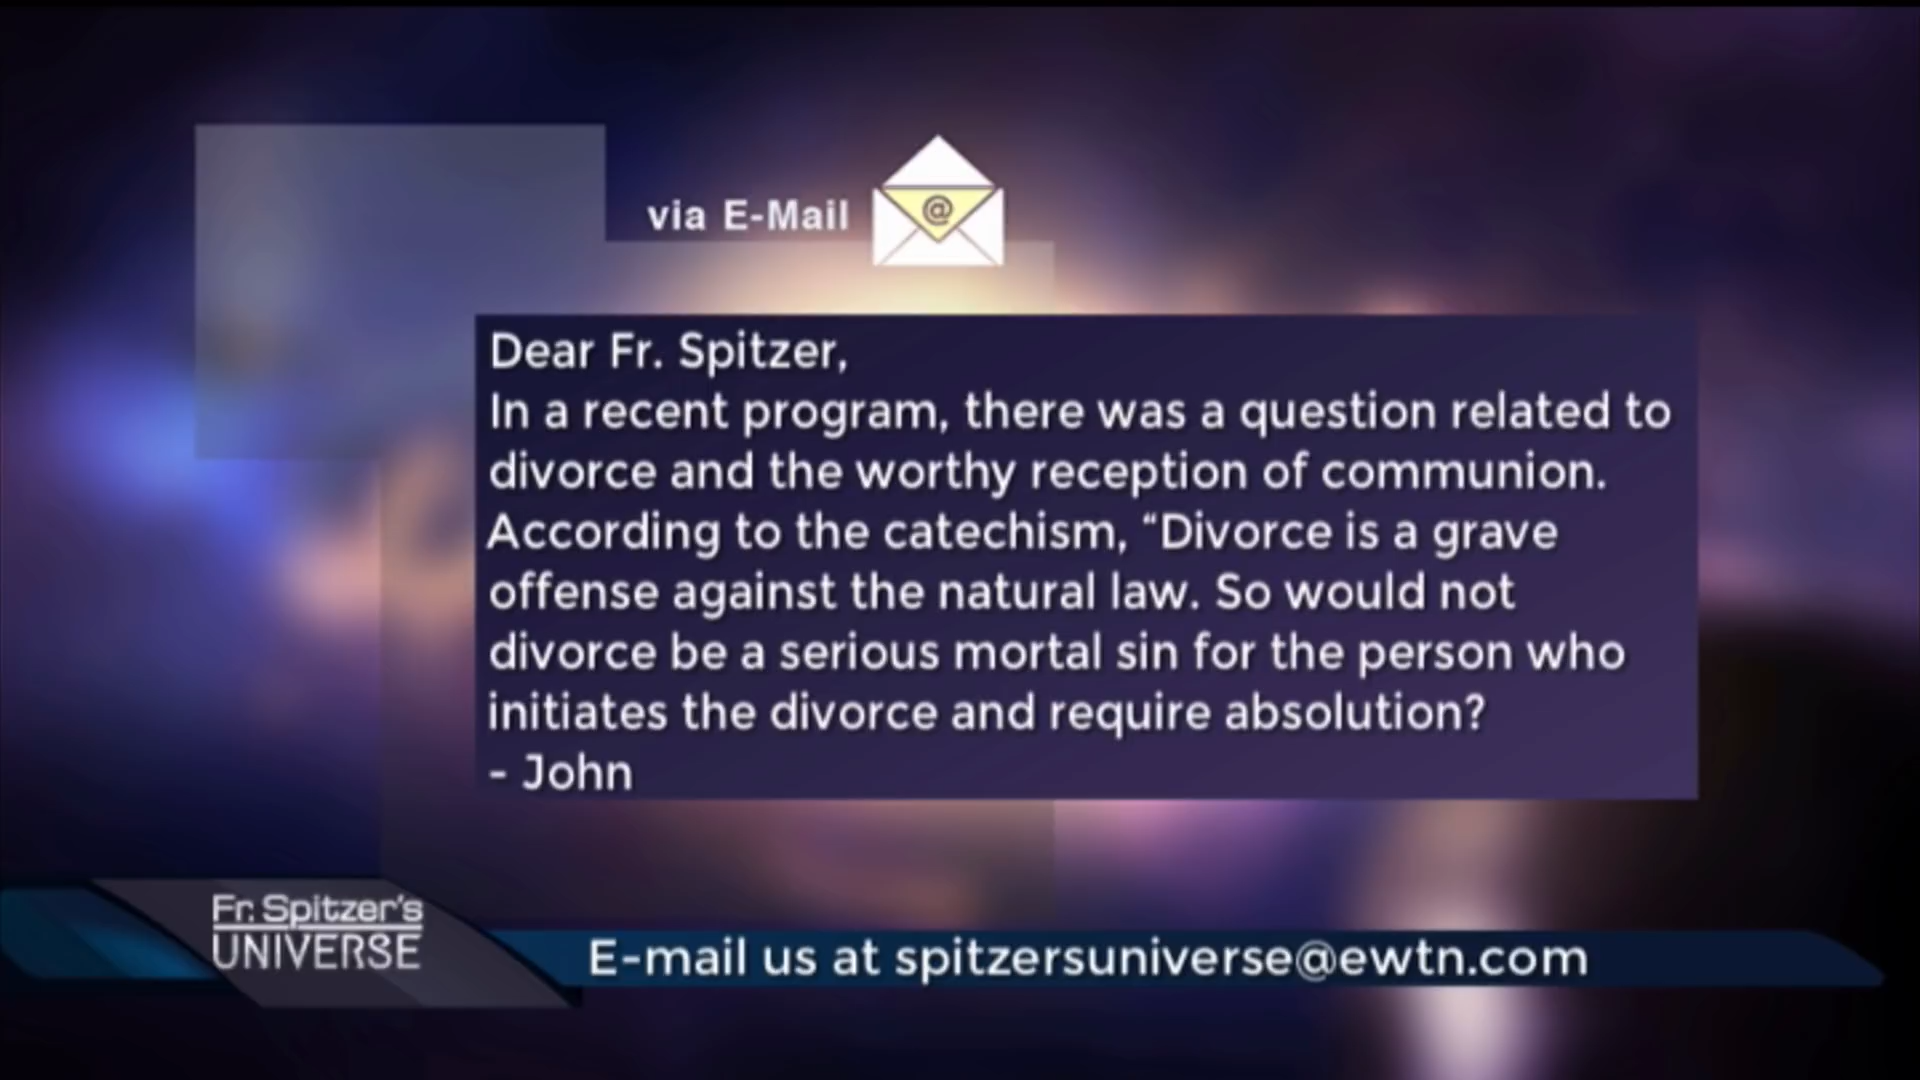 via E-Mail
@
Dear Fr. Spitzer,
In a recent program, there was a question related to
divorce and the worthy reception of communion.
According to the catechism, “Divorce is a grave
offense against the natural law. So would not
divorce be a serious mortal sin for the person who
initiates the divorce and require absolution?
- John
Fr. Spitzer's
UNIVERSE
E-mail us at spitzersuniverse@ewtn.com